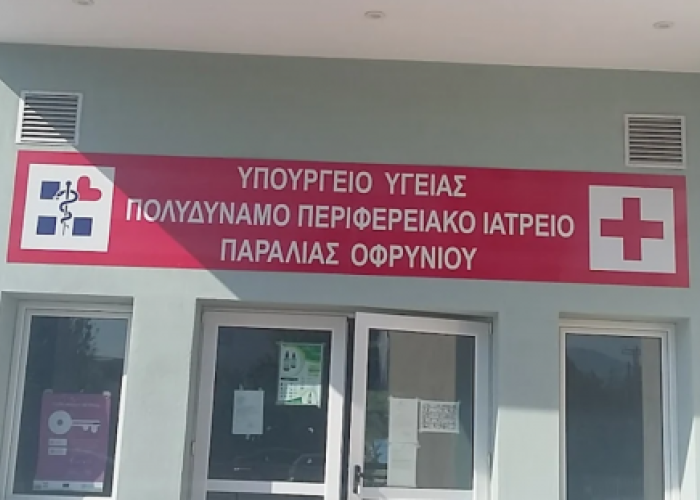 ΥΠΟΥΡΓΕΙΟ ΥΓΕΙΑΣ
ΠΟΛΥΔΥΝΑΜΟ ΠΕΡΙΦΕΡΕΙΑΚΟ ΙΑΤΡΕΙΟ
ΠΑΡΑΛΙΑΣ ΟΦΡΥΝΙΟΥ